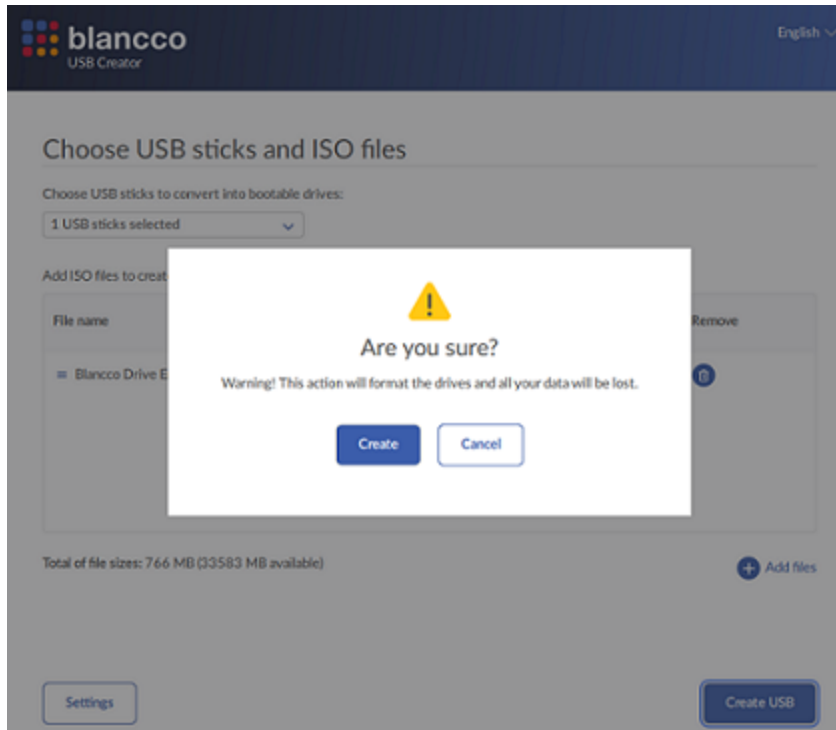 blancco
USB Creator
English
Choose USB sticks and ISO files
Choose USB sticks to convert into bootable drives:
1 USB sticks selected
Add ISO files to creat
File name
Remove
Blancco Drive E
!
Are you sure?
Warning! This action will format the drives and all your data will be lost.
Create Cancel
Total of file sizes: 766 MB (33583 MB available)
Add files
Settings
Create USB